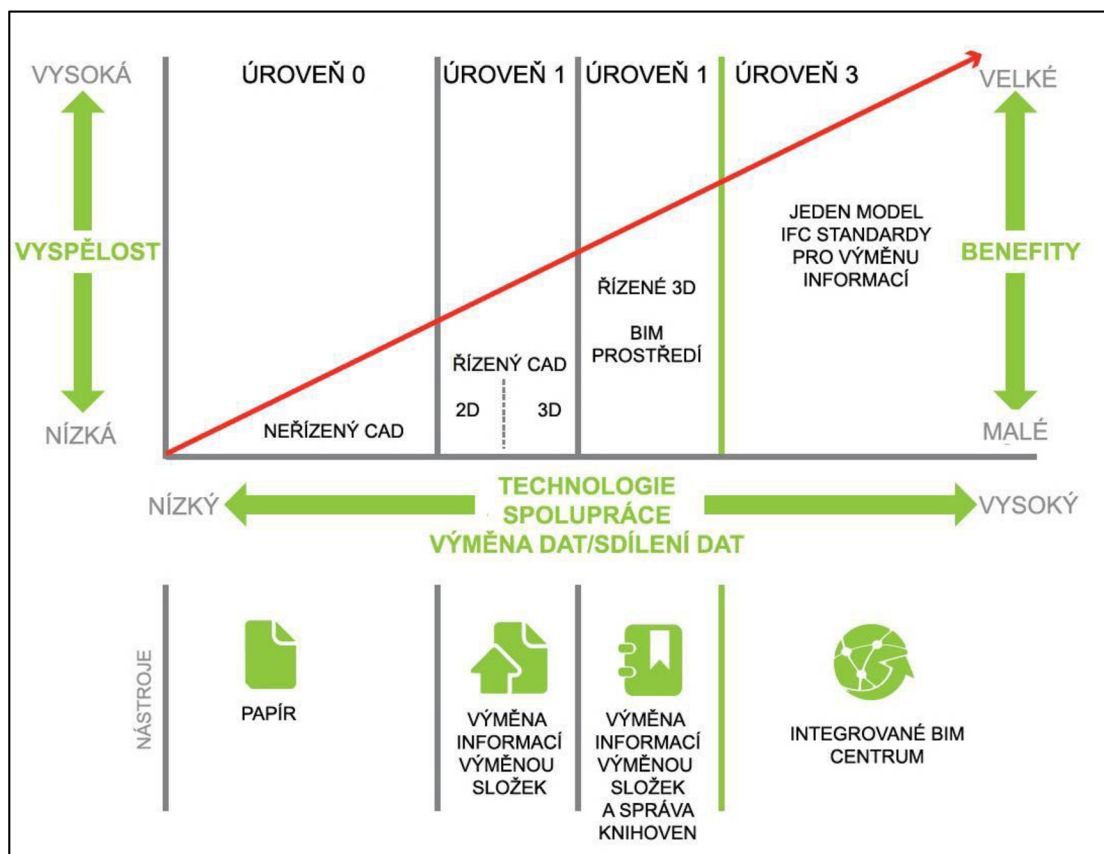 VYSOKÁ
ÚROVEŇ 0
ÚROVEŇ 1
ÚROVEŇ 1
ÚROVEŇ 3
VELKÉ
VYSPĚLOST
JEDEN MODEL
IFC STANDARDY
PRO VÝMĚNU
INFORMACÍ
BENEFITY
ŘÍZENÉ 3D
BIM
PROSTŘEDÍ
ŘÍZENÝ CAD
2D
3D
NEŘÍZENÝ CAD
NÍZKÁ
MALÉ
NÍZKÝ
TECHNOLOGIE
SPOLUPRÁCE
VÝMĚNA DAT/SDÍLENÍ DAT
VYSOKÝ
NÁSTROJE
PAPÍR
VÝMĚNA
INFORMACÍ
VÝMĚNOU
SLOŽEK
VÝMĚNA
INFORMACÍ
VÝMĚNOU
SLOŽEK
A SPRÁVA
KNIHOVEN
INTEGROVANÉ BIM
CENTRUM